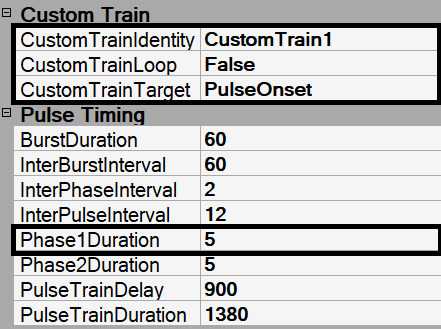 Custom Train
CustomTrainIdentity CustomTrain1
CustomTrainLoop False
CustomTrainTarget PulseOnset
Pulse Timing
BurstDuration 60
InterBurstInterval 60
InterPhaseInterval 2
InterPulseInterval 12
Phase1Duration 5
Phase2Duration 5
PulseTrainDelay 900
PulseTrainDuration 1380